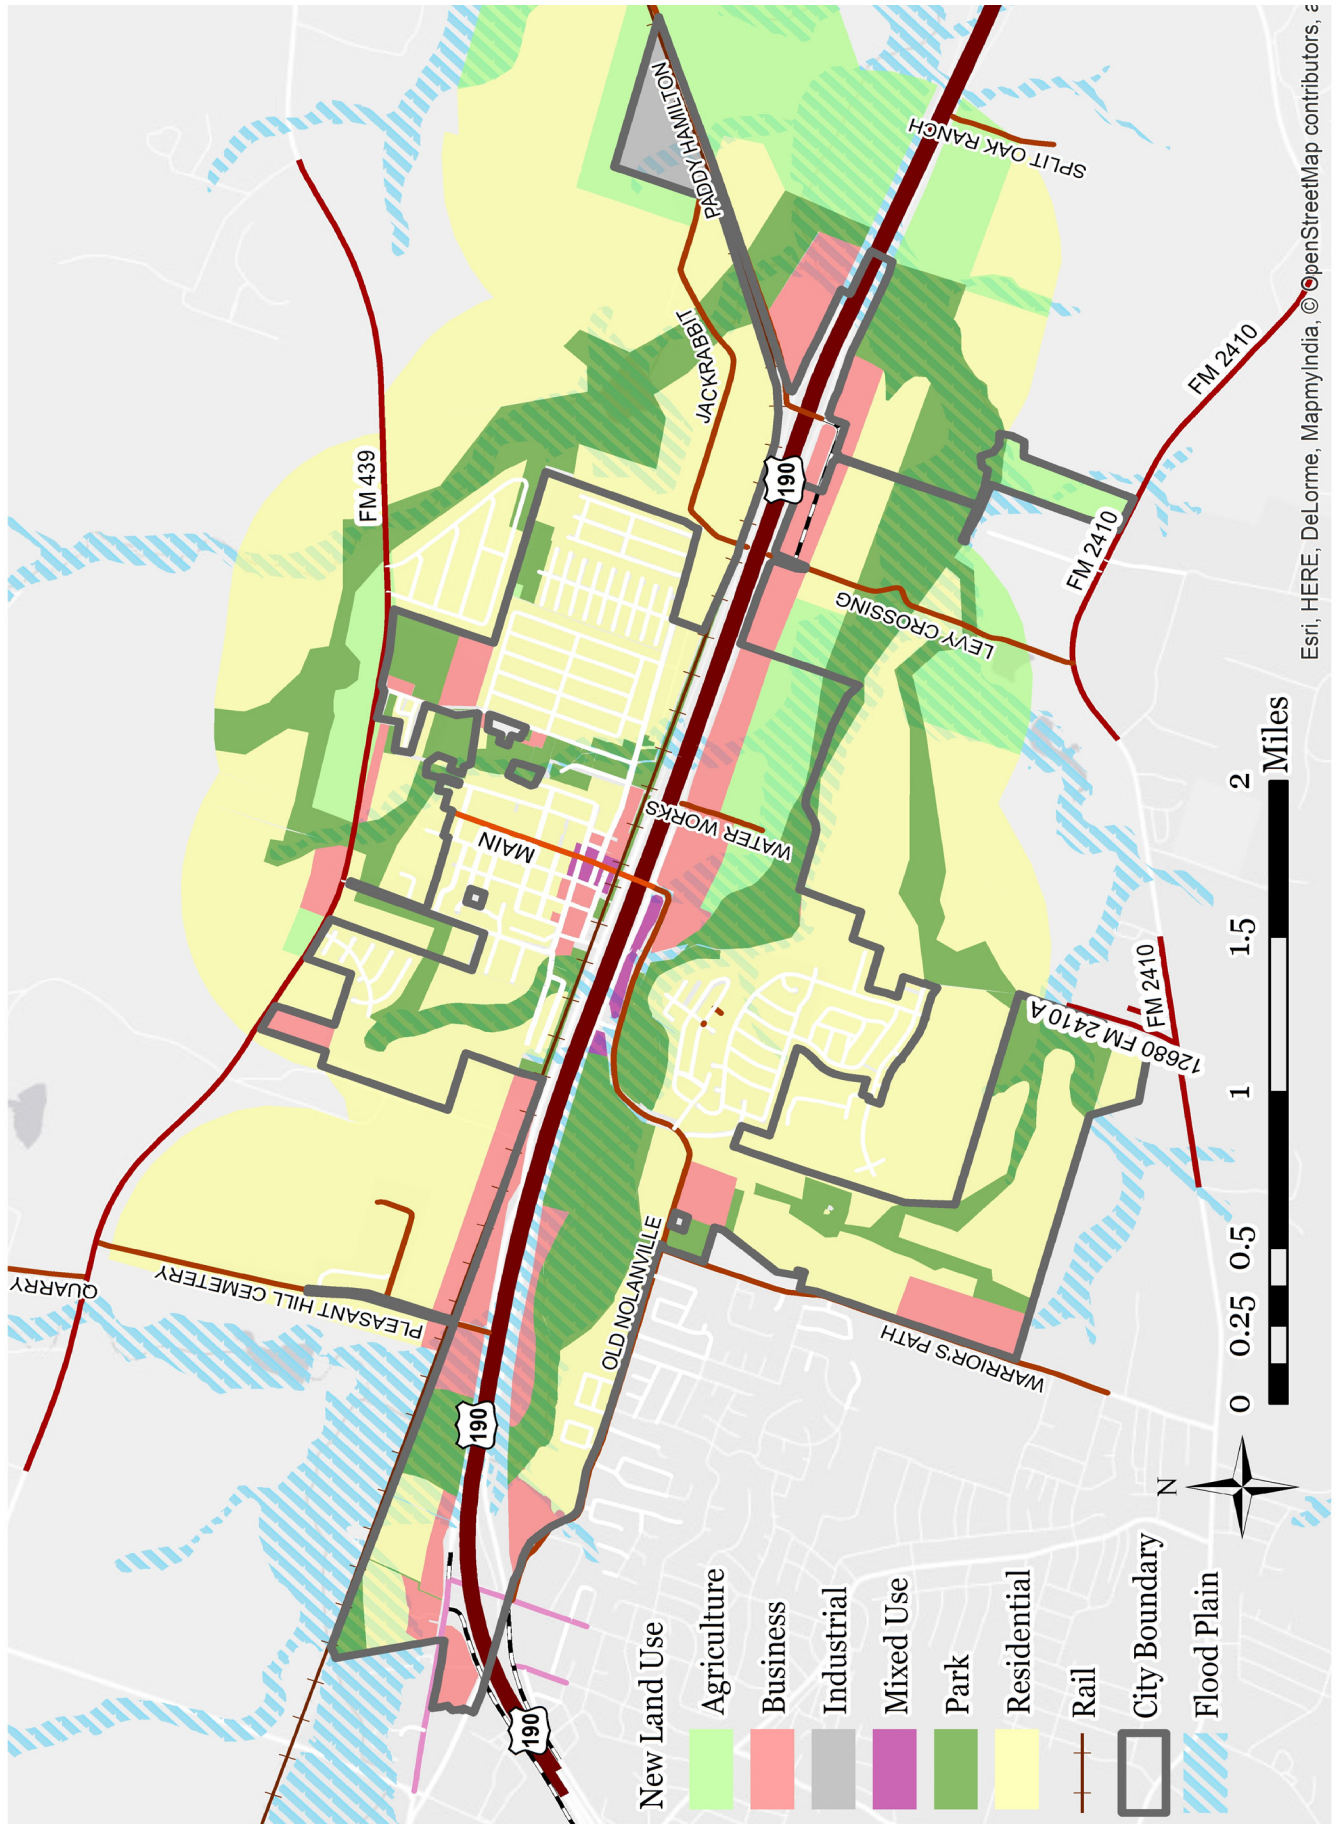 FM 439
QUARRY
PLEASANT HILL CEMETERY
PADDY HAMILTON
JACKRABBIT
SPLIT OAK RANCH
190
MAIN
WATER WORKS
LEVY CROSSING
FM 2410
FM 2410
190
OLD NOLANVILLE
WARRIOR'S PATH
12680 FM 2410 A
FM 2410
190
New Land Use
Agriculture
Business
Industrial
Mixed Use
Park
Residential
Rail
City Boundary
Flood Plain
N
0 0.25 0.5 1 1.5 2
Miles
Esri, HERE, DeLorme, MapmyIndia, © OpenStreetMap contributors, a